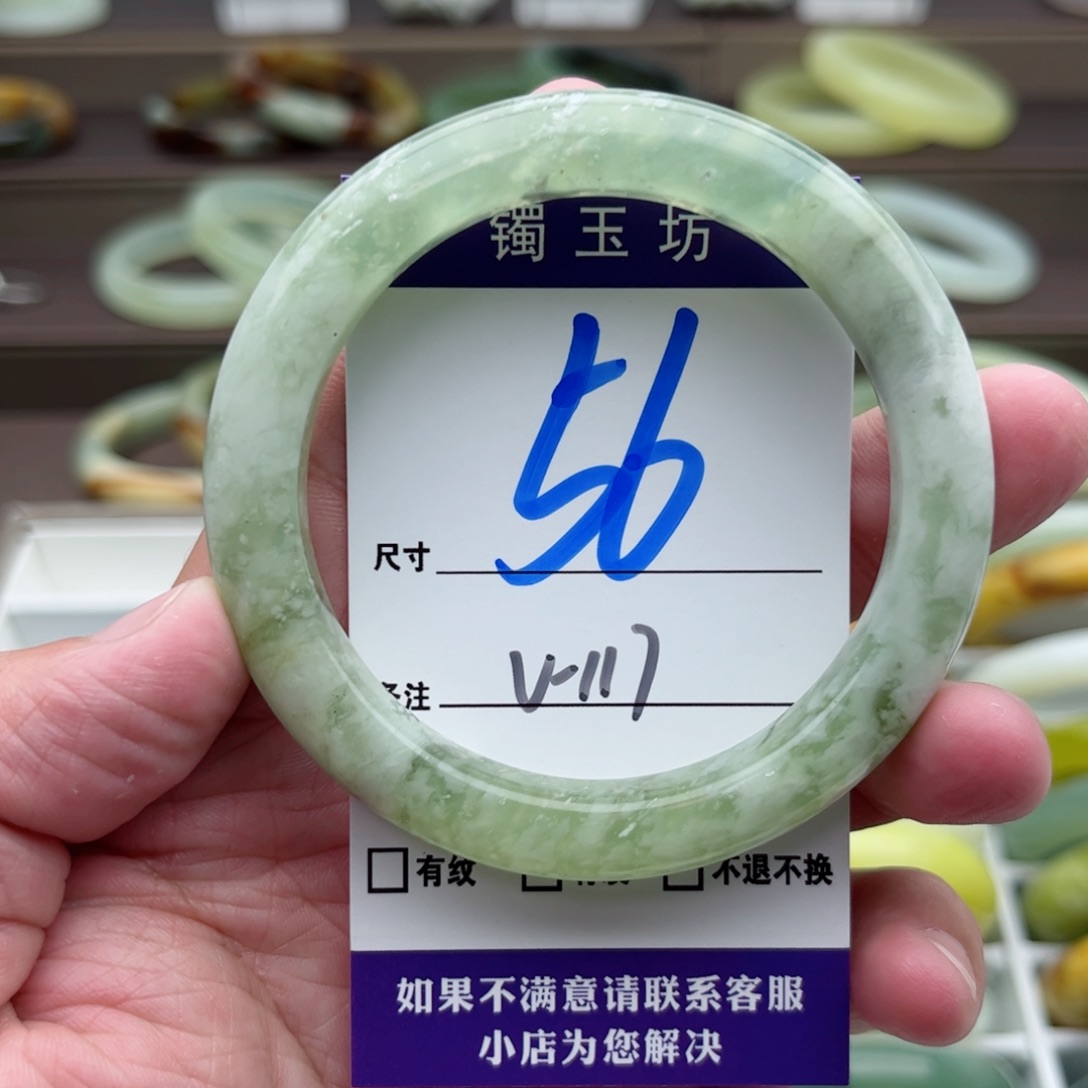 镯玉坊
尺寸 56
备注 V-117
□有纹 □ □不退不换
如果不满意请联系客服
小店为您解决